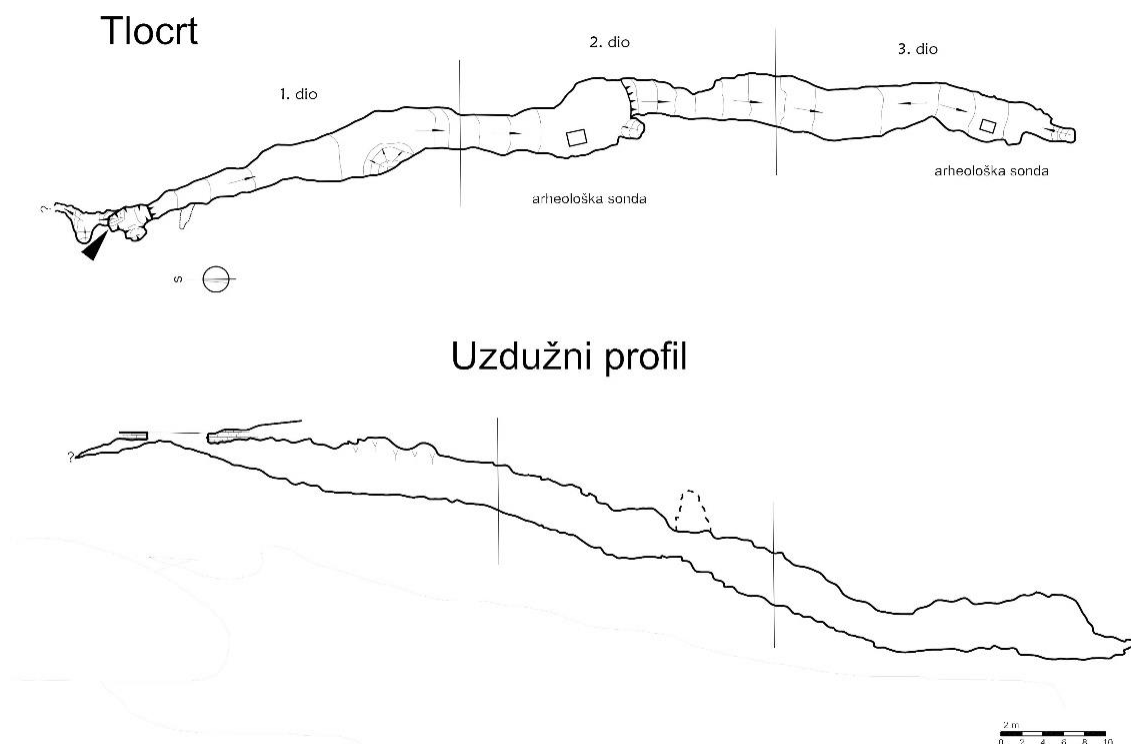 Tlocrt
1. dio
2. dio
3. dio
arheološka sonda
arheološka sonda
?
S
Uzdužni profil
?
2 m
0 2 4 6 8 10